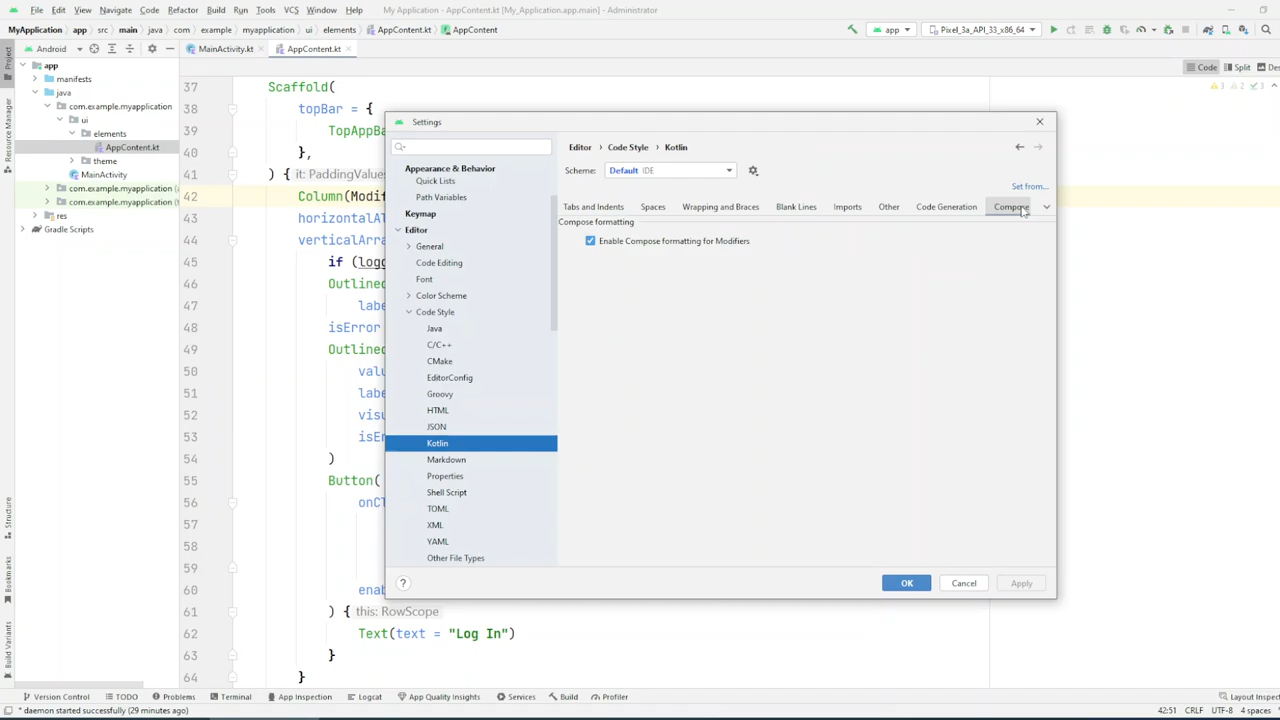 File Edit View Navigate Code Refactor Build Run Tools VCS Window Help My Application - AppContent.kt [My_Application.app.main] - Administrator
MyApplication app src main java com example myapplication ui elements AppContent.kt AppContent
app Pixel_3a_API_33_x86_64
Project
Android
MainActivity.kt AppContent.kt
Code Split
app
manifests
java
com.example.myapplication
ui
elements
AppContent.kt
theme
MainActivity
com.example.myapplication
com.example.myapplication
res
Gradle Scripts
Resource Manager
Structure
Bookmarks
Build Variants
3 2 3
37 Scaffold(
38 topBar = {
39 TopAppBa
40 },
41 ) { it: PaddingValues
42 Column(Modif
43 horizontalAl
44 verticalArra
45 if (logg
46 Outlined
47 labe
48 isError
49 Outlined
50 valu
51 labe
52 visu
53 isEr
54 )
55 Button(
56 onCl
57
58
59
60 enab
61 ) { this: RowScope
62 Text(text = "Log In")
63 }
64 }
Settings
Appearance & Behavior
Quick Lists
Path Variables
Keymap
Editor
General
Code Editing
Font
Color Scheme
Code Style
Java
C/C++
CMake
EditorConfig
Groovy
HTML
JSON
Kotlin
Markdown
Properties
Shell Script
TOML
XML
YAML
Other File Types
Editor > Code Style > Kotlin
Scheme: Default IDE
Set from...
Tabs and Indents Spaces Wrapping and Braces Blank Lines Imports Other Code Generation Compose
Compose formatting
Enable Compose formatting for Modifiers
? OK Cancel Apply
Version Control TODO Problems Terminal App Inspection Logcat App Quality Insights Services Build Profiler Layout Inspect
* daemon started successfully (29 minutes ago) 42:51 CRLF UTF-8 4 spaces